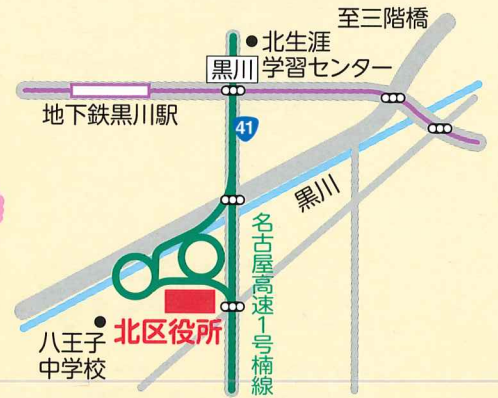 至三階橋
北生涯
学習センター
黒川
地下鉄黒川駅
41
黒川
名古屋高速1号楠線
北区役所
八王子
中学校